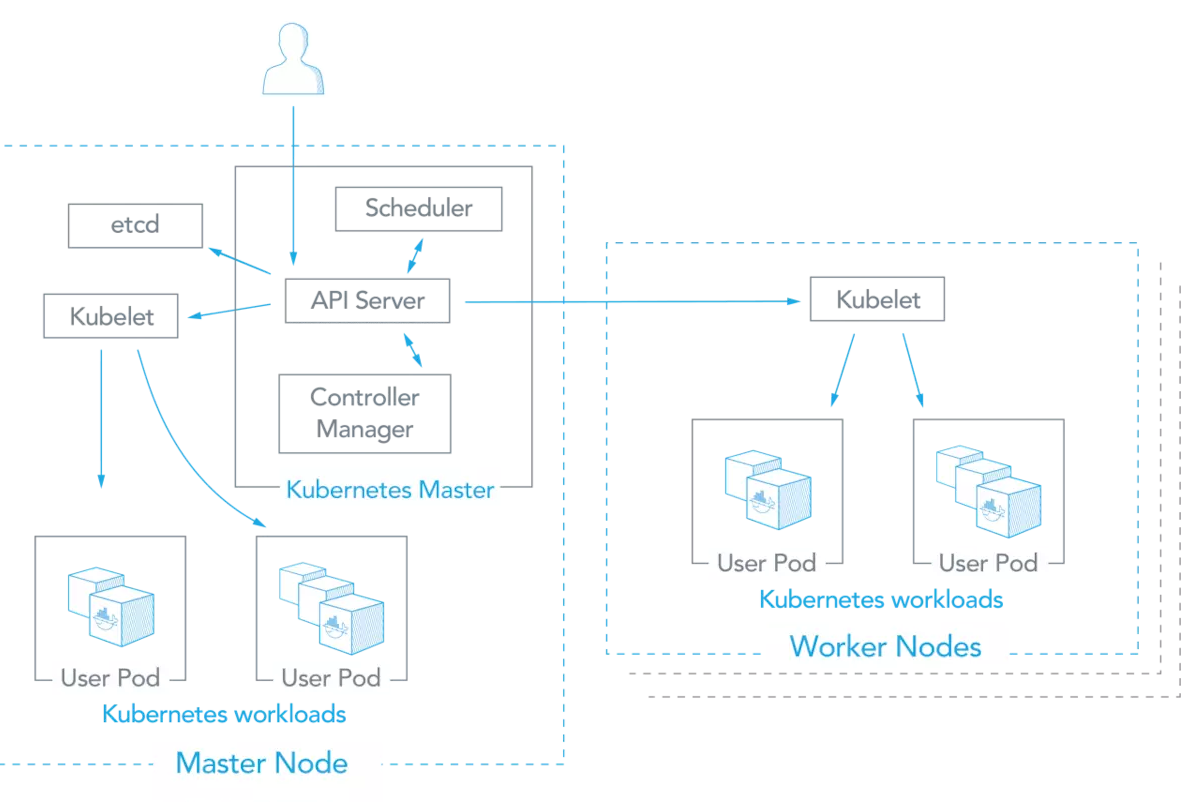 Scheduler
etcd
API Server
Kubelet
Controller
Manager
Kubernetes Master
User Pod
User Pod
Kubernetes workloads
Master Node
Kubelet
User Pod
User Pod
Kubernetes workloads
Worker Nodes